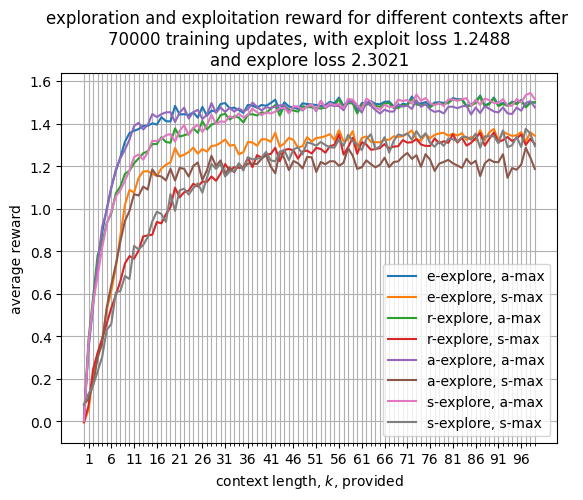 exploration and exploitation reward for different contexts after
70000 training updates, with exploit loss 1.2488
and explore loss 2.3021
1.6
1.4
1.2
1.0
0.8
0.6
0.4
0.2
0.0
average reward
e-explore, a-max
e-explore, s-max
r-explore, a-max
r-explore, s-max
a-explore, a-max
a-explore, s-max
s-explore, a-max
s-explore, s-max
1 6 11 16 21 26 31 36 41 46 51 56 61 66 71 76 81 86 91 96
context length, k, provided